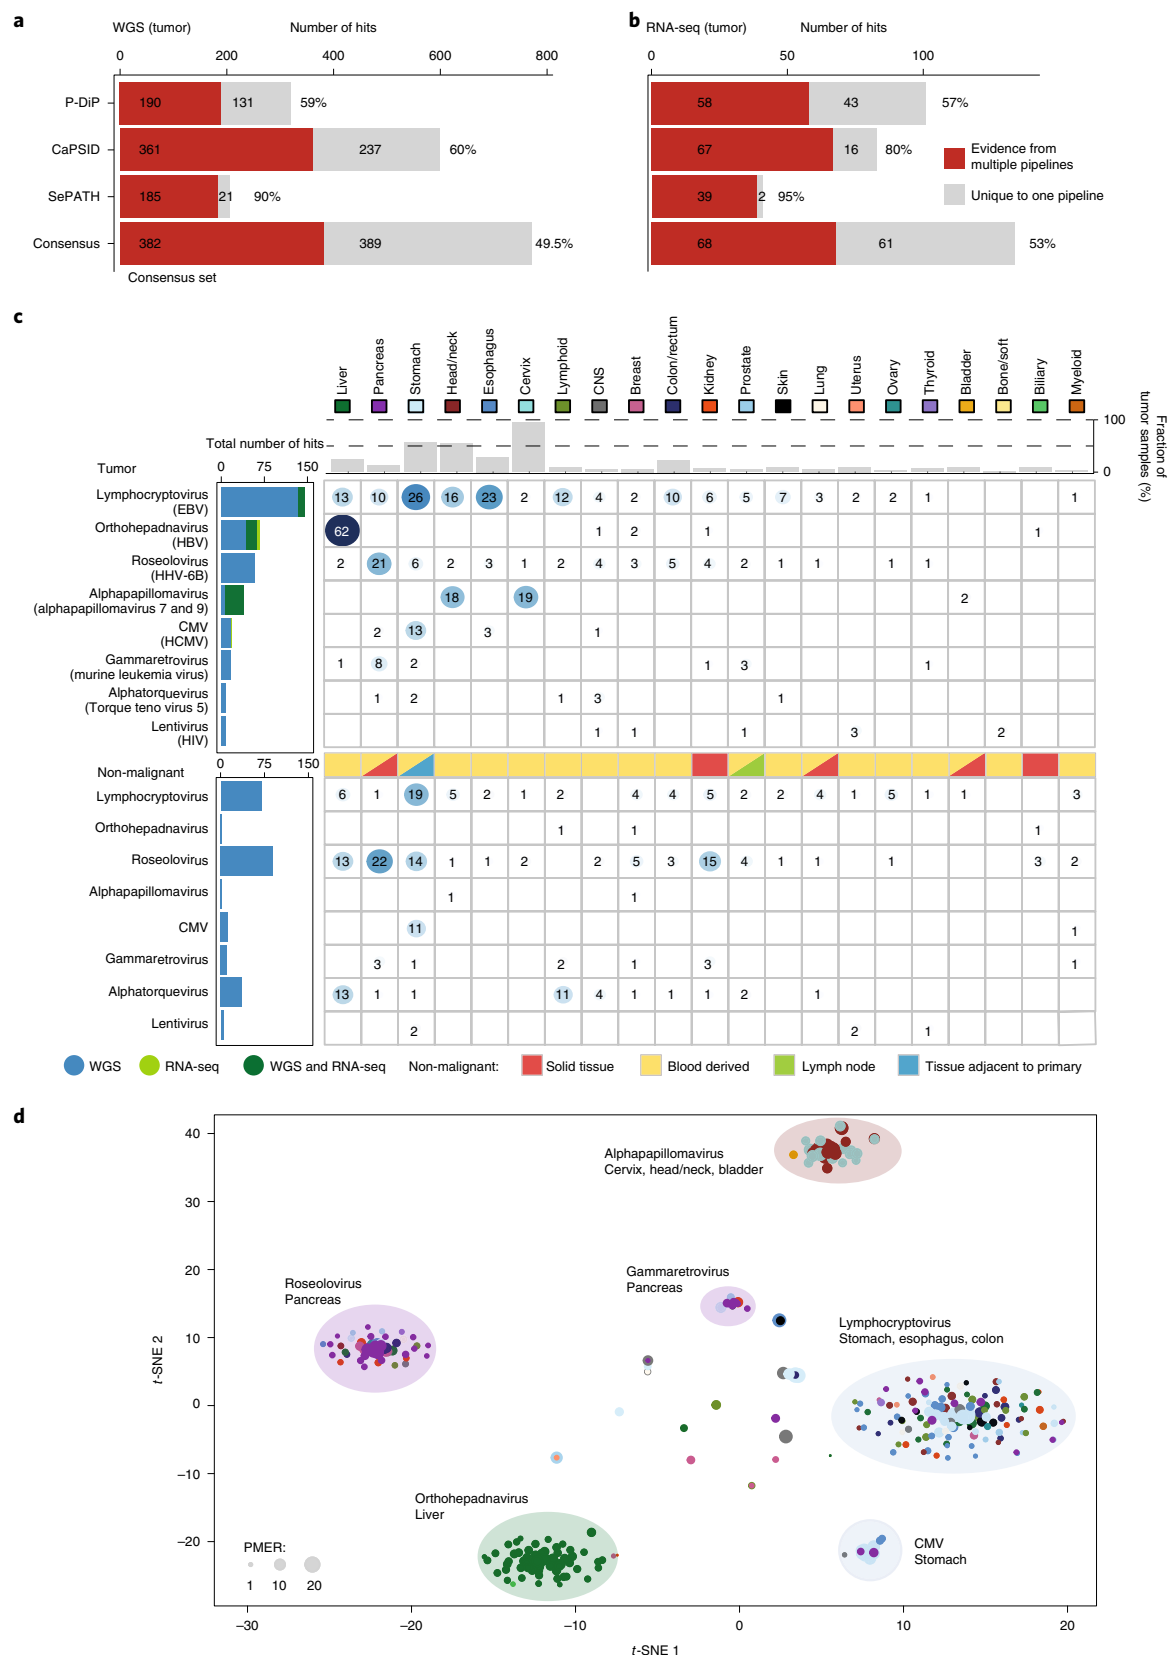 a
WGS (tumor)
Number of hits
0 200 400 600 800
P-DiP 190 131 59%
CaPSID 361 237 60%
SePATH 185 21 90%
Consensus 382 389 49.5%
Consensus set
b
RNA-seq (tumor)
Number of hits
0 50 100
58 43 57%
67 16 80%
39 2 95%
68 61 53%
Evidence from
multiple pipelines
Unique to one pipeline
c
Liver
Pancreas
Stomach
Head/neck
Esophagus
Cervix
Lymphoid
CNS
Breast
Colon/rectum
Kidney
Prostate
Skin
Lung
Uterus
Ovary
Thyroid
Bladder
Bone/soft
Biliary
Myeloid
100
0
Fraction of
tumor samples (%)
Total number of hits
Tumor
0 75 150
Lymphocryptovirus
(EBV)
13 10 26 16 23 2 12 4 2 10 6 5 7 3 2 2 1 1
Orthohepadnavirus
(HBV)
62 1 2 1 1
Roseolovirus
(HHV-6B)
2 21 6 2 3 1 2 4 3 5 4 2 1 1 1 1
Alphapapillomavirus
(alphapapillomavirus 7 and 9)
18 19 2
CMV
(HCMV)
2 13 3 1
Gammaretrovirus
(murine leukemia virus)
1 8 2 1 3 1
Alphatorquevirus
(Torque teno virus 5)
1 2 1 3 1
Lentivirus
(HIV)
1 1 1 3 2
Non-malignant
0 75 150
Lymphocryptovirus 6 1 19 5 2 1 2 4 4 5 2 2 4 1 5 1 1 3
Orthohepadnavirus 1 1 1
Roseolovirus 13 22 14 1 1 2 2 5 3 15 4 1 1 1 3 2
Alphapapillomavirus 1 1
CMV 11 1
Gammaretrovirus 3 1 2 1 3 1
Alphatorquevirus 13 1 1 11 4 1 1 1 2 1
Lentivirus 2 2 1
WGS
RNA-seq
WGS and RNA-seq
Non-malignant:
Solid tissue
Blood derived
Lymph node
Tissue adjacent to primary
d
t-SNE 2
40
30
20
10
0
–10
–20
Alphapapillomavirus
Cervix, head/neck, bladder
Roseolovirus
Pancreas
Gammaretrovirus
Pancreas
Lymphocryptovirus
Stomach, esophagus, colon
Orthohepadnavirus
Liver
CMV
Stomach
PMER:
1 10 20
–30 –20 –10 0 10 20
t-SNE 1